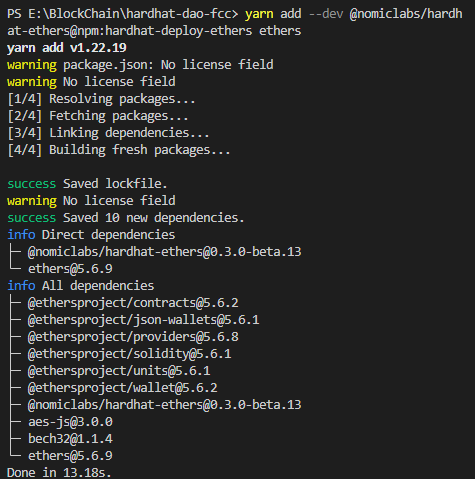 PS E:\BlockChain\hardhat-dao-fcc> yarn add --dev @nomiclabs/hardh
at-ethers@npm:hardhat-deploy-ethers ethers
yarn add v1.22.19
warning package.json: No license field
warning No license field
[1/4] Resolving packages...
[2/4] Fetching packages...
[3/4] Linking dependencies...
[4/4] Building fresh packages...
success Saved lockfile.
warning No license field
success Saved 10 new dependencies.
info Direct dependencies
├─ @nomiclabs/hardhat-ethers@0.3.0-beta.13
└─ ethers@5.6.9
info All dependencies
├─ @ethersproject/contracts@5.6.2
├─ @ethersproject/json-wallets@5.6.1
├─ @ethersproject/providers@5.6.8
├─ @ethersproject/solidity@5.6.1
├─ @ethersproject/units@5.6.1
├─ @ethersproject/wallet@5.6.2
├─ @nomiclabs/hardhat-ethers@0.3.0-beta.13
├─ aes-js@3.0.0
├─ bech32@1.1.4
└─ ethers@5.6.9
Done in 13.18s.